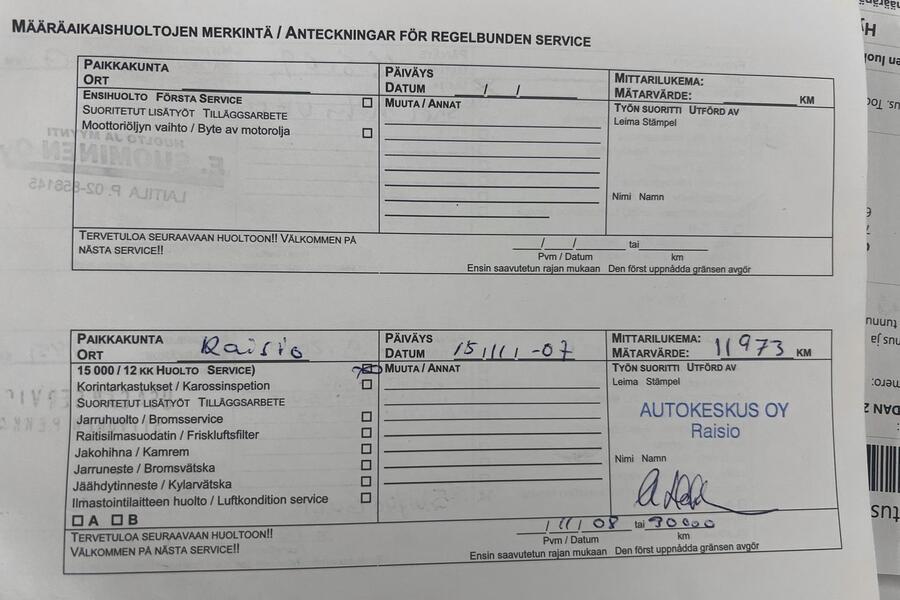 MÄÄRÄAIKAISHUOLTOJEN MERKINTÄ / ANTECKNINGAR FÖR REGELBUNDEN SERVICE
PAIKKAKUNTA
ORT
PÄIVÄYS
DATUM / /
MITTARILUKEMA:
MÄTARVÄRDE: KM
ENSIHUOLTO FÖRSTA SERVICE
SUORITETUT LISÄTYÖT TILLÄGGSARBETE
Moottoriöljyn vaihto / Byte av motorolja
MUUTA / ANNAT
TYÖN SUORITTI UTFÖRD AV
Leima Stämpel
Nimi Namn
TERVETULOA SEURAAVAAN HUOLTOON!! VÄLKOMMEN PÅ
NÄSTA SERVICE!!
/ / tai
Pvm / Datum km
Ensin saavutetun rajan mukaan Den först uppnådda gränsen avgör
PAIKKAKUNTA
ORT Raisio
PÄIVÄYS
DATUM 15/11-07
MITTARILUKEMA:
MÄTARVÄRDE: 11973 KM
15 000 / 12 KK HUOLTO SERVICE)
Korintarkastukset / Karossinspetion
SUORITETUT LISÄTYÖT TILLÄGGSARBETE
Jarruhuolto / Bromsservice
Raitisilmasuodatin / Friskluftsfilter
Jakohihna / Kamrem
Jarruneste / Bromsvätska
Jäähdytinneste / Kylarvätska
Ilmastointilaitteen huolto / Luftkondition service
A B
MUUTA / ANNAT
TYÖN SUORITTI UTFÖRD AV
Leima Stämpel
AUTOKESKUS OY
Raisio
Nimi Namn
TERVETULOA SEURAAVAAN HUOLTOON!!
VÄLKOMMEN PÅ NÄSTA SERVICE!!
/11/ 08 tai 30000
Pvm / Datum km
Ensin saavutetun rajan mukaan Den först uppnådda gränsen avgör